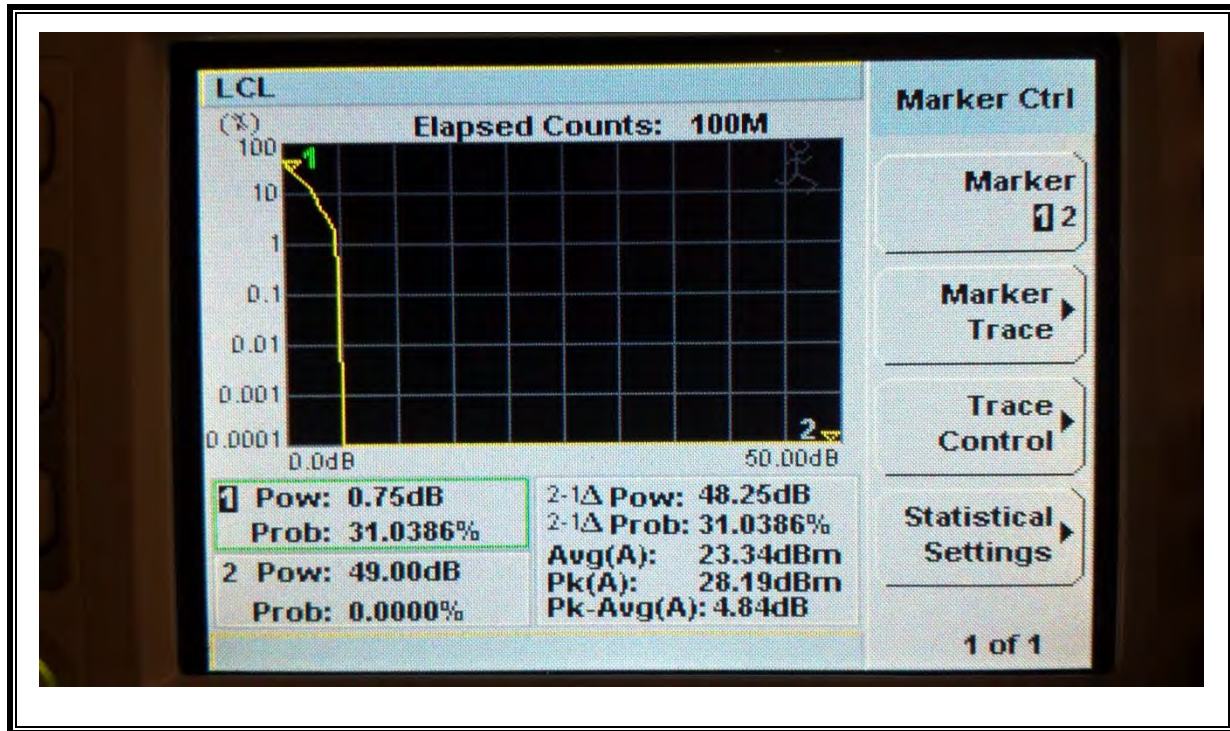 LCL
(%)
Elapsed Counts: 100M
100
10
1
0.1
0.01
0.001
0.0001
1
2
0.0dB
50.00dB
1 Pow: 0.75dB
Prob: 31.0386%
2 Pow: 49.00dB
Prob: 0.0000%
2-1Δ Pow: 48.25dB
2-1Δ Prob: 31.0386%
Avg(A): 23.34dBm
Pk(A): 28.19dBm
Pk-Avg(A): 4.84dB
Marker Ctrl
Marker
1 2
Marker
Trace
Trace
Control
Statistical
Settings
1 of 1